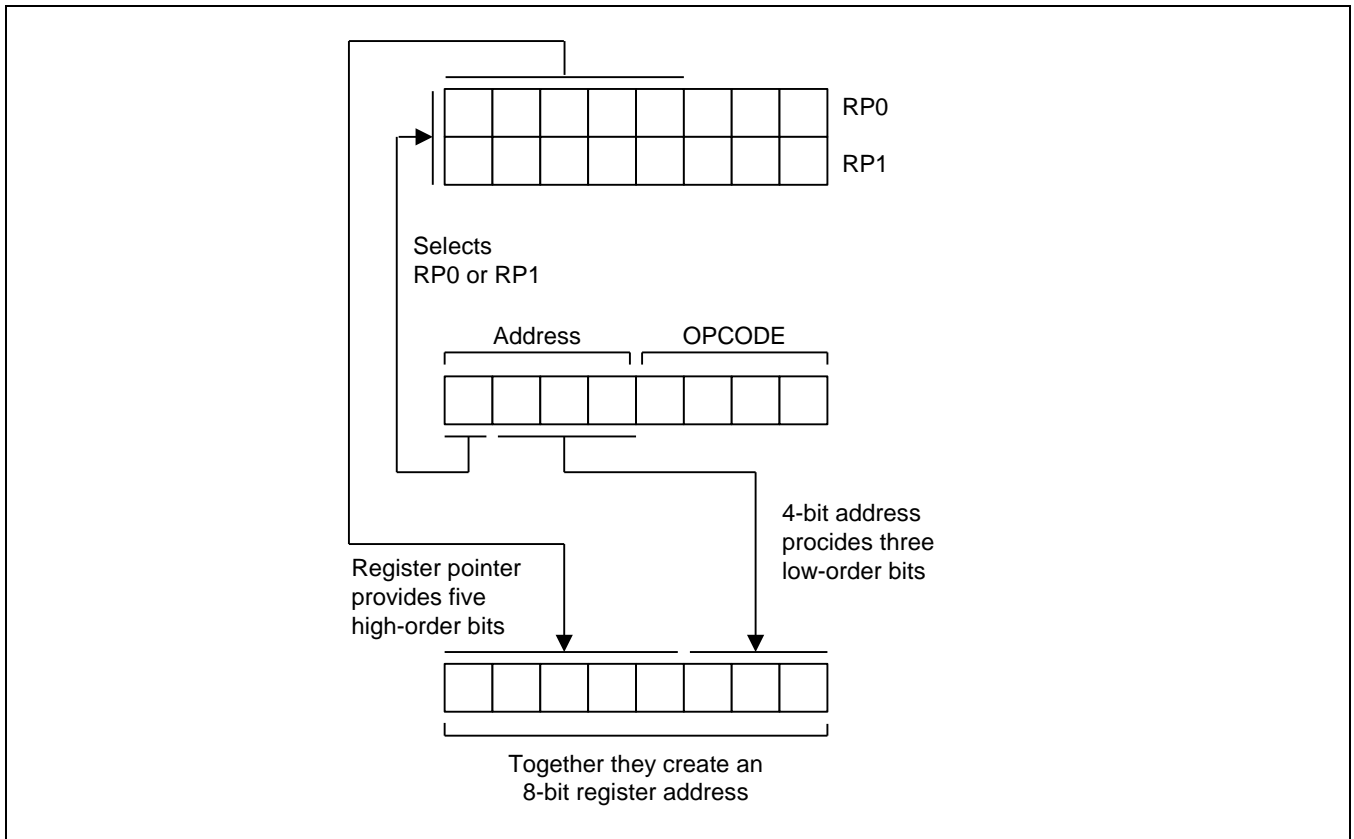 RP0
RP1
Selects
RP0 or RP1
Address
OPCODE
4-bit address
procides three
low-order bits
Register pointer
provides five
high-order bits
Together they create an
8-bit register address